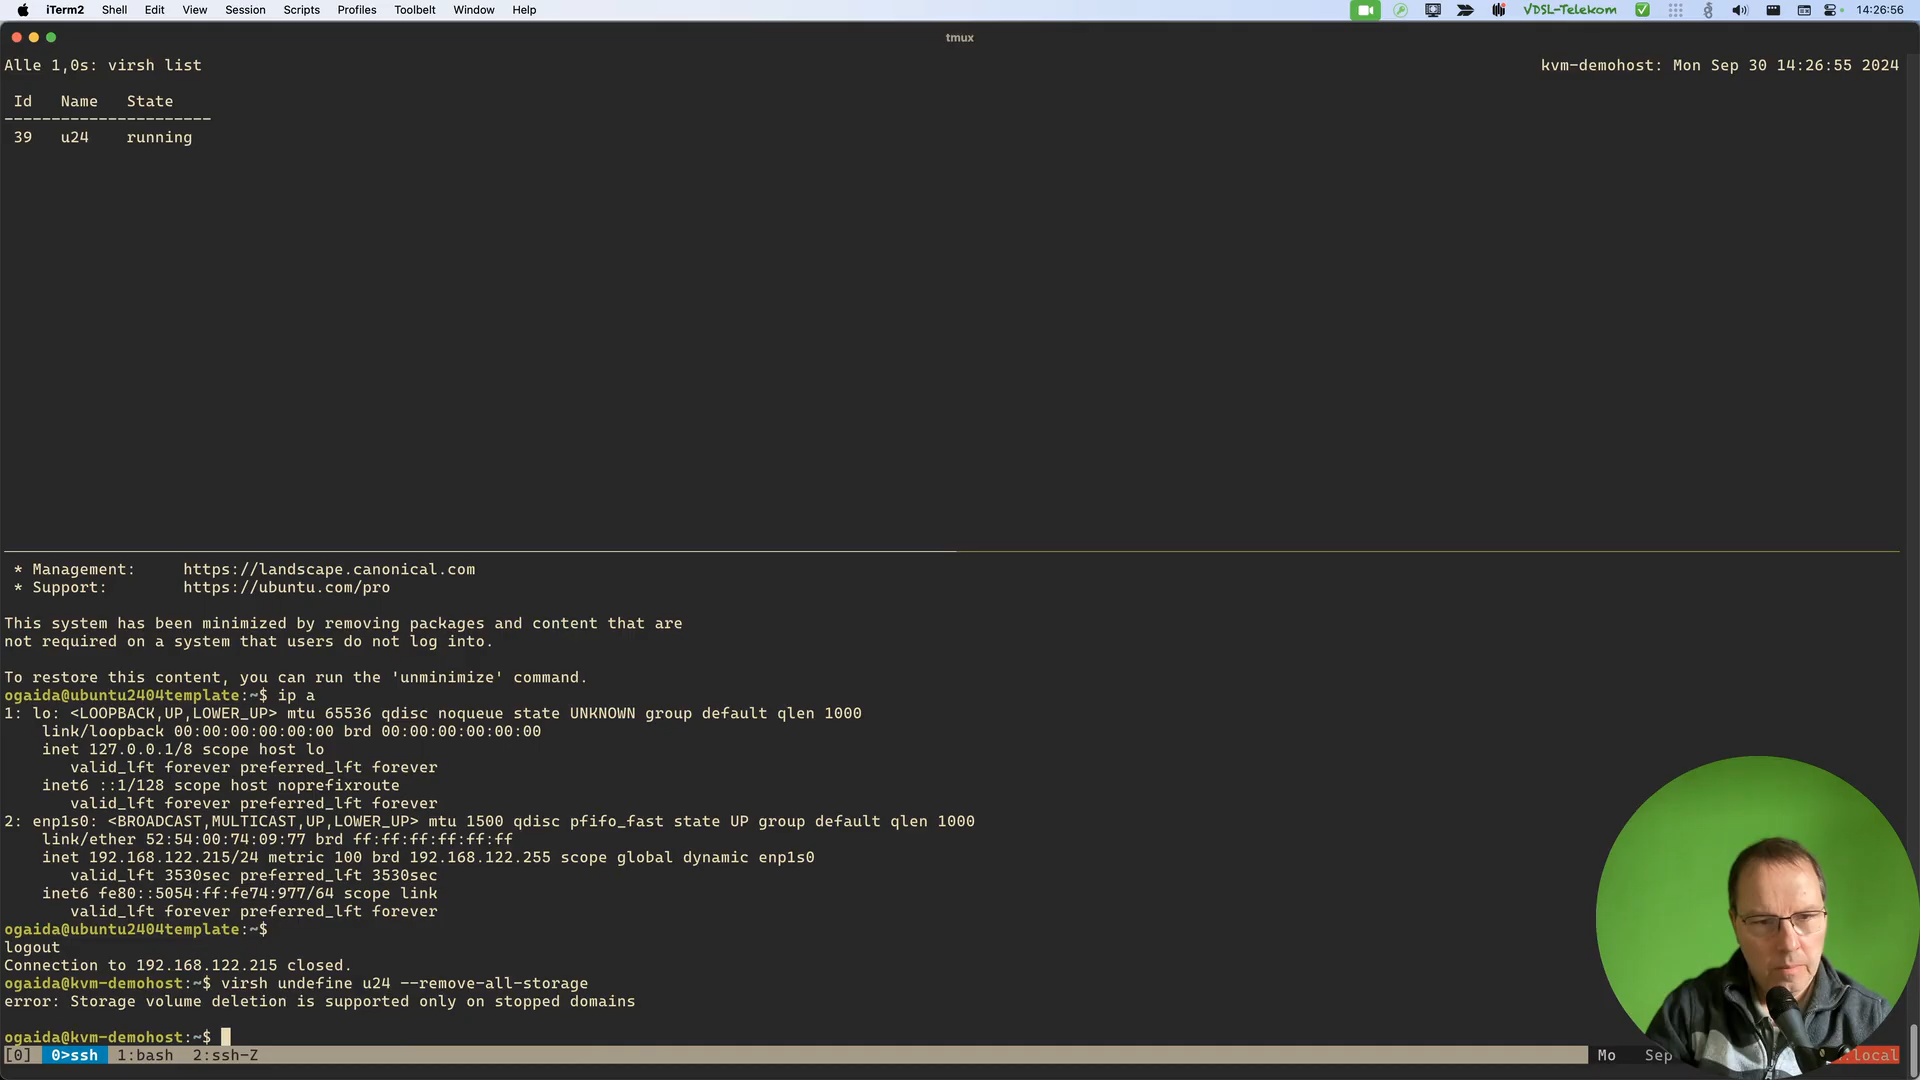 iTerm2 Shell Edit View Session Scripts Profiles Toolbelt Window Help VDSL-Telekom 14:26:56
tmux
Alle 1,0s: virsh list kvm-demohost: Mon Sep 30 14:26:55 2024
Id Name State
----------------------
39 u24 running
* Management: https://landscape.canonical.com
* Support: https://ubuntu.com/pro
This system has been minimized by removing packages and content that are
not required on a system that users do not log into.
To restore this content, you can run the 'unminimize' command.
ogaida@ubuntu2404template:~$ ip a
1: lo: <LOOPBACK,UP,LOWER_UP> mtu 65536 qdisc noqueue state UNKNOWN group default qlen 1000
link/loopback 00:00:00:00:00:00 brd 00:00:00:00:00:00
inet 127.0.0.1/8 scope host lo
valid_lft forever preferred_lft forever
inet6 ::1/128 scope host noprefixroute
valid_lft forever preferred_lft forever
2: enp1s0: <BROADCAST,MULTICAST,UP,LOWER_UP> mtu 1500 qdisc pfifo_fast state UP group default qlen 1000
link/ether 52:54:00:74:09:77 brd ff:ff:ff:ff:ff:ff
inet 192.168.122.215/24 metric 100 brd 192.168.122.255 scope global dynamic enp1s0
valid_lft 3530sec preferred_lft 3530sec
inet6 fe80::5054:ff:fe74:977/64 scope link
valid_lft forever preferred_lft forever
ogaida@ubuntu2404template:~$
logout
Connection to 192.168.122.215 closed.
ogaida@kvm-demohost:~$ virsh undefine u24 --remove-all-storage
error: Storage volume deletion is supported only on stopped domains
ogaida@kvm-demohost:~$
[0] 0>ssh 1:bash 2:ssh-Z Mo Sep .local